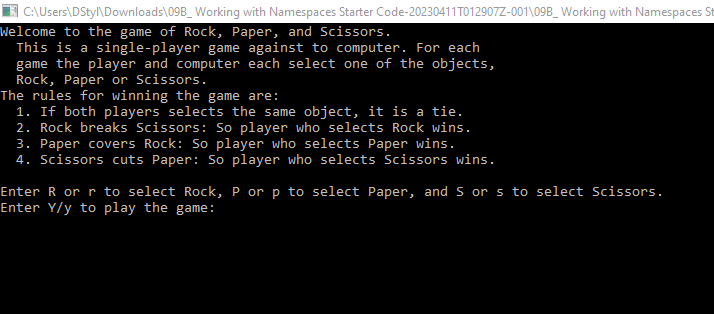 C:\Users\DStyl\Downloads\09B_ Working with Namespaces Starter Code-20230411T012907Z-001\09B_ Working with Namespaces St
Welcome to the game of Rock, Paper, and Scissors.
This is a single-player game against to computer. For each
game the player and computer each select one of the objects,
Rock, Paper or Scissors.
The rules for winning the game are:
1. If both players selects the same object, it is a tie.
2. Rock breaks Scissors: So player who selects Rock wins.
3. Paper covers Rock: So player who selects Paper wins.
4. Scissors cuts Paper: So player who selects Scissors wins.
Enter R or r to select Rock, P or p to select Paper, and S or s to select Scissors.
Enter Y/y to play the game: